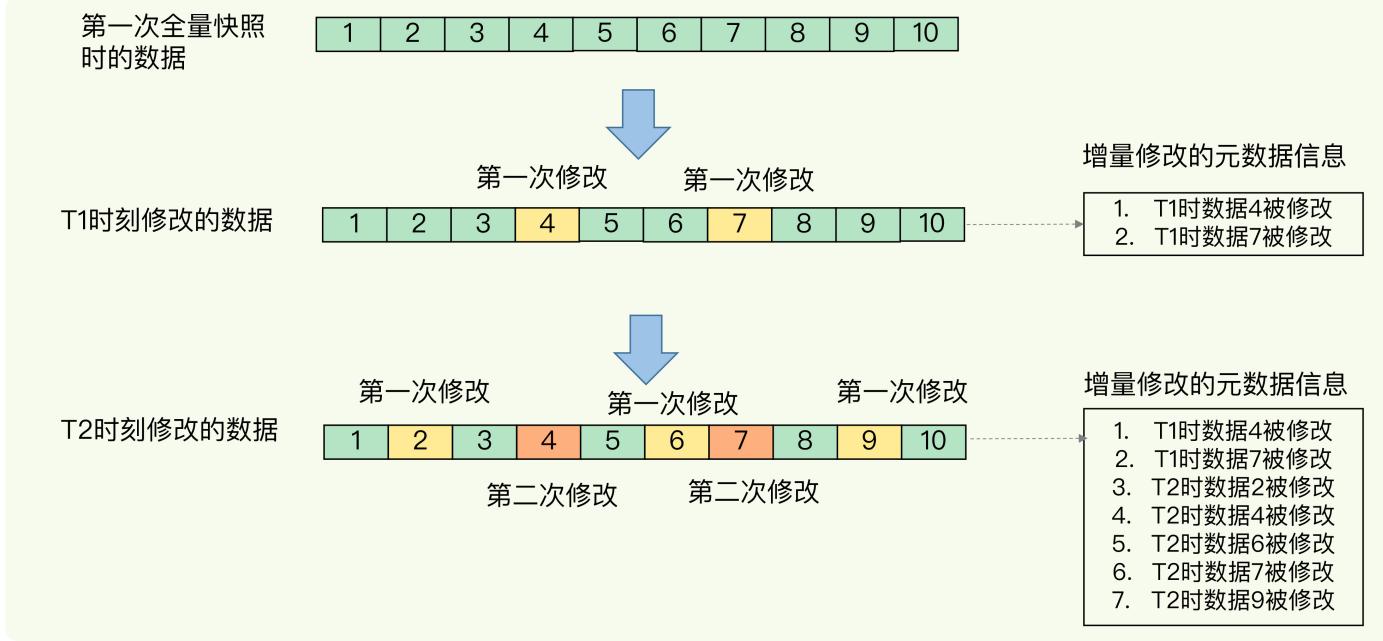 第一次全量快照
时的数据
1 2 3 4 5 6 7 8 9 10
增量修改的元数据信息
第一次修改 第一次修改
T1时刻修改的数据
1 2 3 4 5 6 7 8 9 10
1. T1时数据4被修改
2. T1时数据7被修改
第一次修改 第一次修改 第一次修改
增量修改的元数据信息
T2时刻修改的数据
1 2 3 4 5 6 7 8 9 10
第二次修改 第二次修改
1. T1时数据4被修改
2. T1时数据7被修改
3. T2时数据2被修改
4. T2时数据4被修改
5. T2时数据6被修改
6. T2时数据7被修改
7. T2时数据9被修改